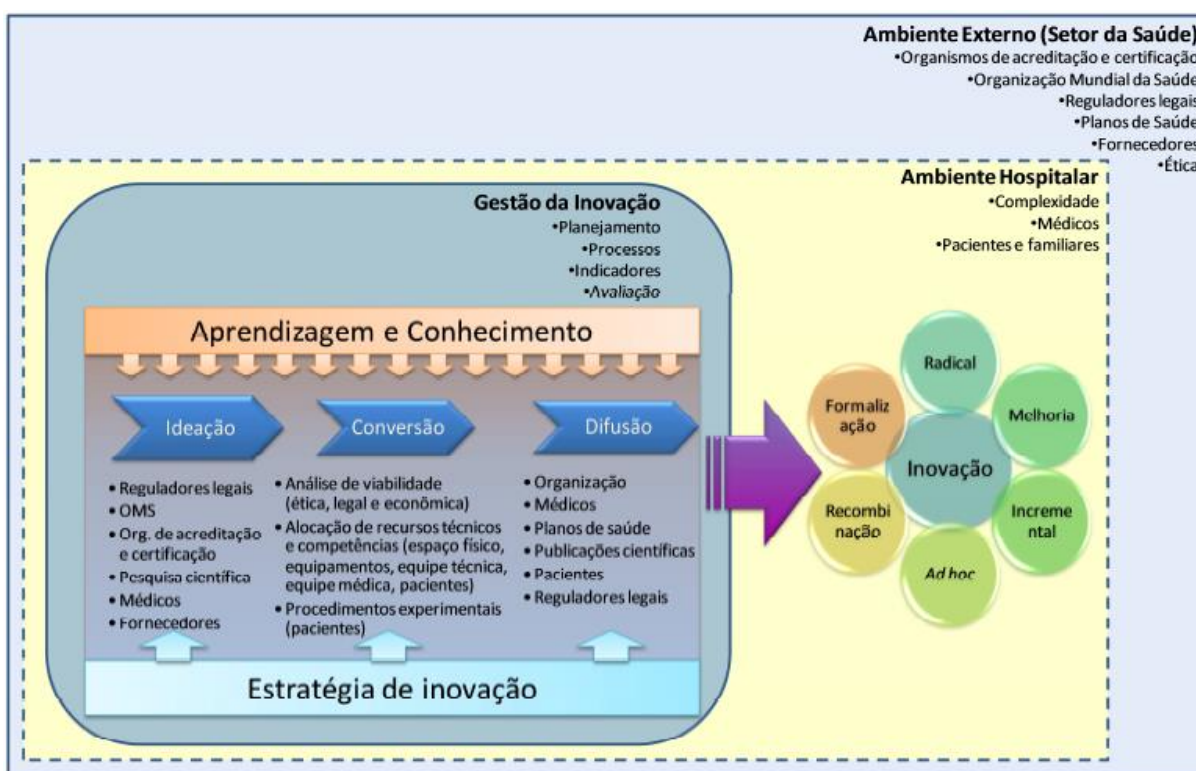 Ambiente Externo (Setor da Saúde)
•Organismos de acreditação e certificação
•Organização Mundial da Saúde
•Reguladores legais
•Planos de Saúde
•Fornecedores
•Ética
Ambiente Hospitalar
•Complexidade
•Médicos
•Pacientes e familiares
Gestão da Inovação
•Planejamento
•Processos
•Indicadores
•Avaliação
Aprendizagem e Conhecimento
Ideação
• Reguladores legais
• OMS
• Org. de acreditação
e certificação
• Pesquisa científica
• Médicos
• Fornecedores
Conversão
• Análise de viabilidade
(ética, legal e econômica)
• Alocação de recursos técnicos
e competências (espaço físico,
equipamentos, equipe técnica,
equipe médica, pacientes)
• Procedimentos experimentais
(pacientes)
Difusão
• Organização
• Médicos
• Planos de saúde
• Publicações científicas
• Pacientes
• Reguladores legais
Estratégia de inovação
Radical
Melhoria
Increme
ntal
Ad hoc
Recombi
nação
Formaliz
ação
Inovação